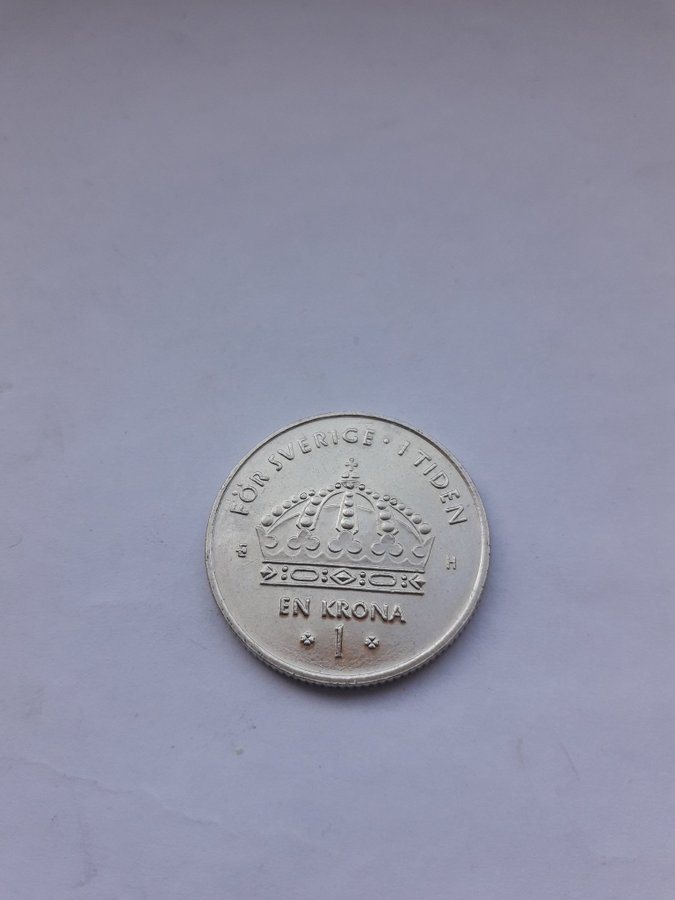 FÖR SVERIGE · I TIDEN
H
EN KRONA
1